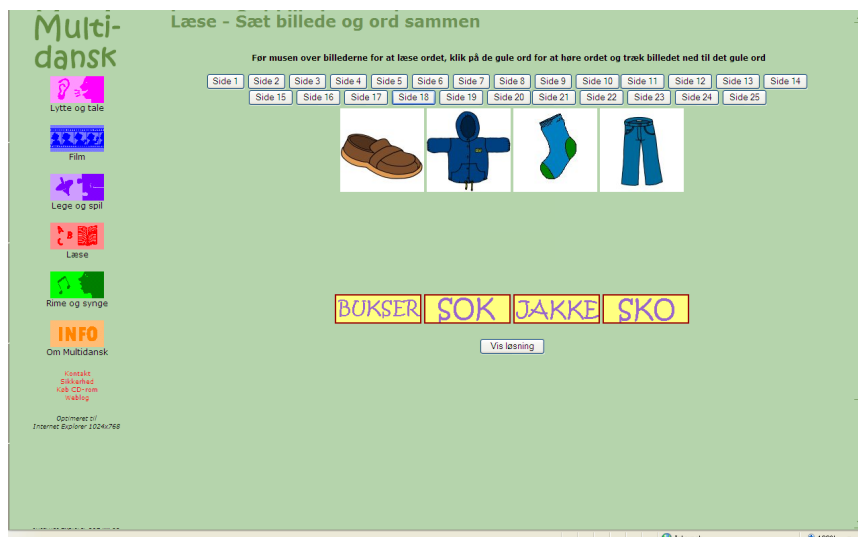 Multi-
dansk
Læse - Sæt billede og ord sammen
Før musen over billederne for at læse ordet, klik på de gule ord for at høre ordet og træk billedet ned til det gule ord
Side 1 Side 2 Side 3 Side 4 Side 5 Side 6 Side 7 Side 8 Side 9 Side 10 Side 11 Side 12 Side 13 Side 14
Side 15 Side 16 Side 17 Side 18 Side 19 Side 20 Side 21 Side 22 Side 23 Side 24 Side 25
Lytte og tale
Film
Lege og spil
A B C
Læse
Rime og synge
INFO
Om Multidansk
Kontakt
Sikkerhed
Køb CD-rom
Weblog
Optimeret til
Internet Explorer 1024x768
BUKSER SOK JAKKE SKO
Vis løsning